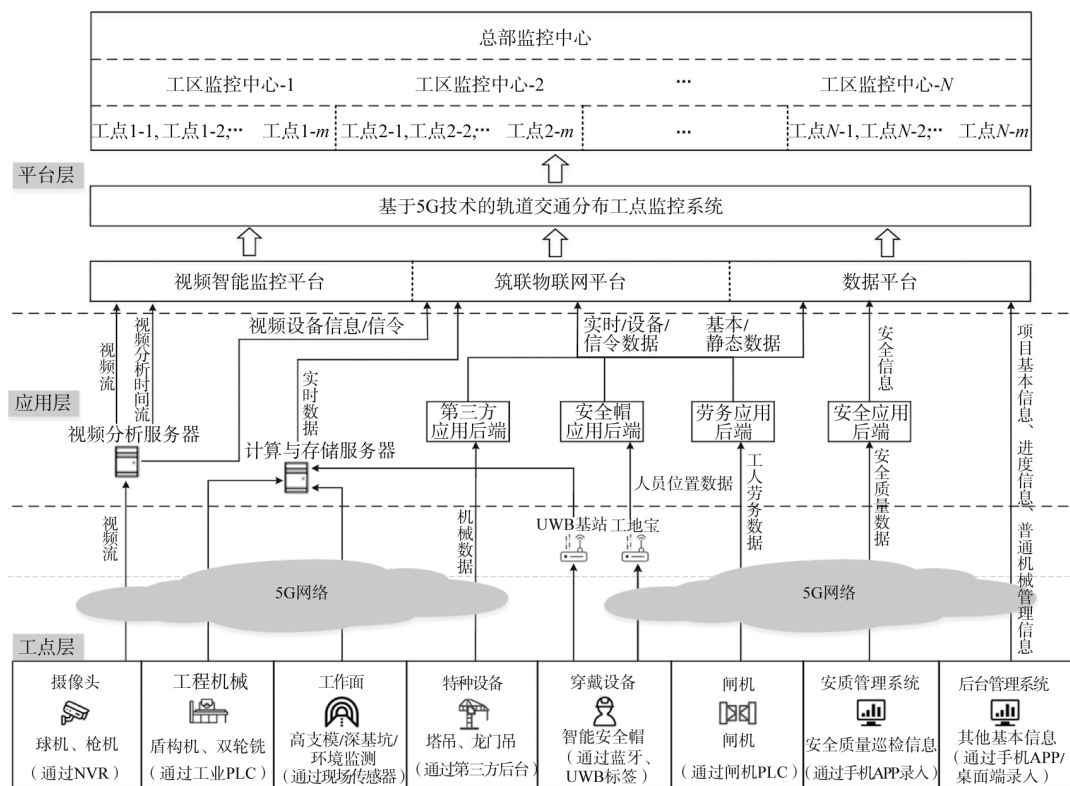 总部监控中心
工区监控中心-1 工区监控中心-2 ··· 工区监控中心-N
工点1-1, 工点1-2;··· 工点1-m 工点2-1,工点2-2;··· 工点2-m ··· 工点N-1,工点N-2;··· 工点N-m
平台层
基于5G技术的轨道交通分布工点监控系统
视频智能监控平台 筑联物联网平台 数据平台
视频流
视频分析时间流
视频设备信息/信令
实时数据
实时/设备/
信令数据
基本/
静态数据
安全信息
项目基本信息、进度信息、普通机械管理信息
应用层
视频分析服务器
计算与存储服务器
第三方
应用后端
安全帽
应用后端
劳务应用
后端
安全应用
后端
视频流
机械数据
人员位置数据
工人劳务数据
安全质量数据
UWB基站 工地宝
5G网络 5G网络
工点层
摄像头
球机、枪机
（通过NVR）
工程机械
盾构机、双轮铣
（通过工业PLC）
工作面
高支模/深基坑/
环境监测
（通过现场传感器）
特种设备
塔吊、龙门吊
（通过第三方后台）
穿戴设备
智能安全帽
（通过蓝牙、
UWB标签）
闸机
闸机
（通过闸机PLC）
安质管理系统
安全质量巡检信息
（通过手机APP录入）
后台管理系统
其他基本信息
（通过手机APP/
桌面端录入）